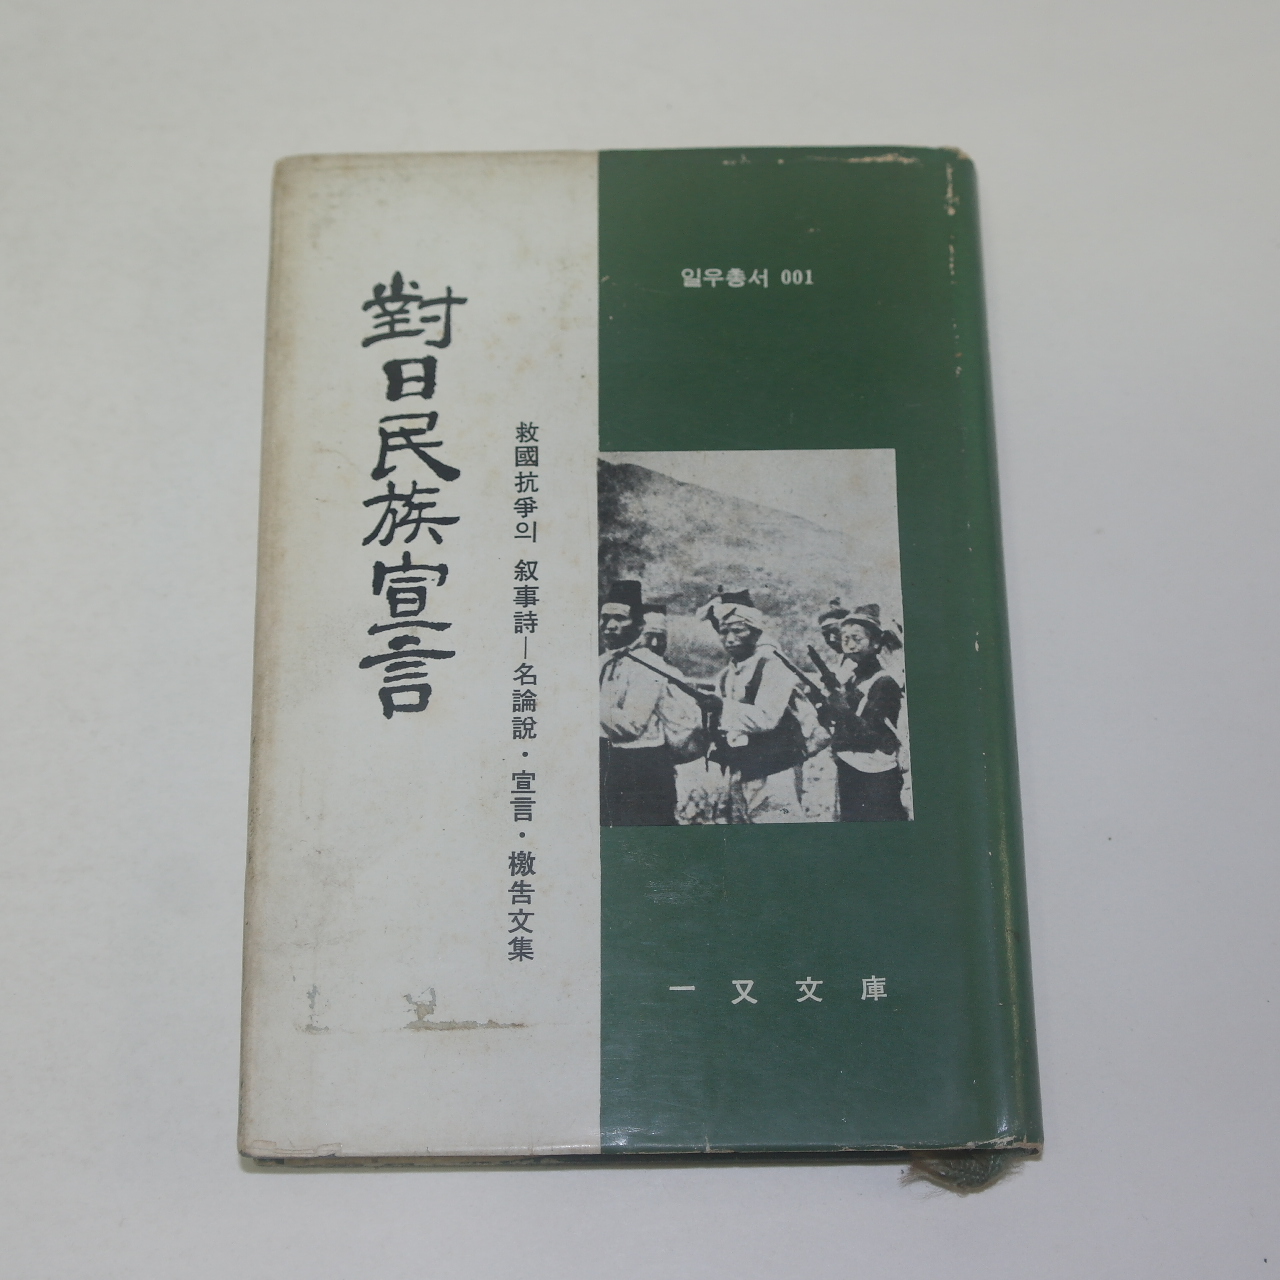 일우총서 001
對日民族宣言
救國抗爭의 叙事詩—名論說·宣言·檄告文集
一又文庫